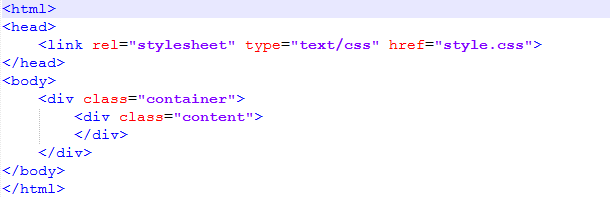 <html>
<head>
<link rel="stylesheet" type="text/css" href="style.css">
</head>
<body>
<div class="container">
<div class="content">
</div>
</div>
</body>
</html>